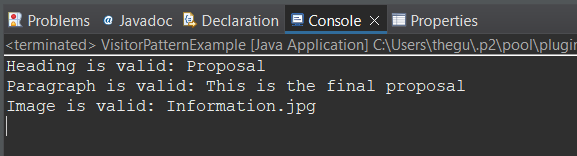 Problems @ Javadoc Declaration Console Properties
<terminated> VisitorPatternExample [Java Application] C:\Users\thegu\.p2\pool\plugin
Heading is valid: Proposal
Paragraph is valid: This is the final proposal
Image is valid: Information.jpg